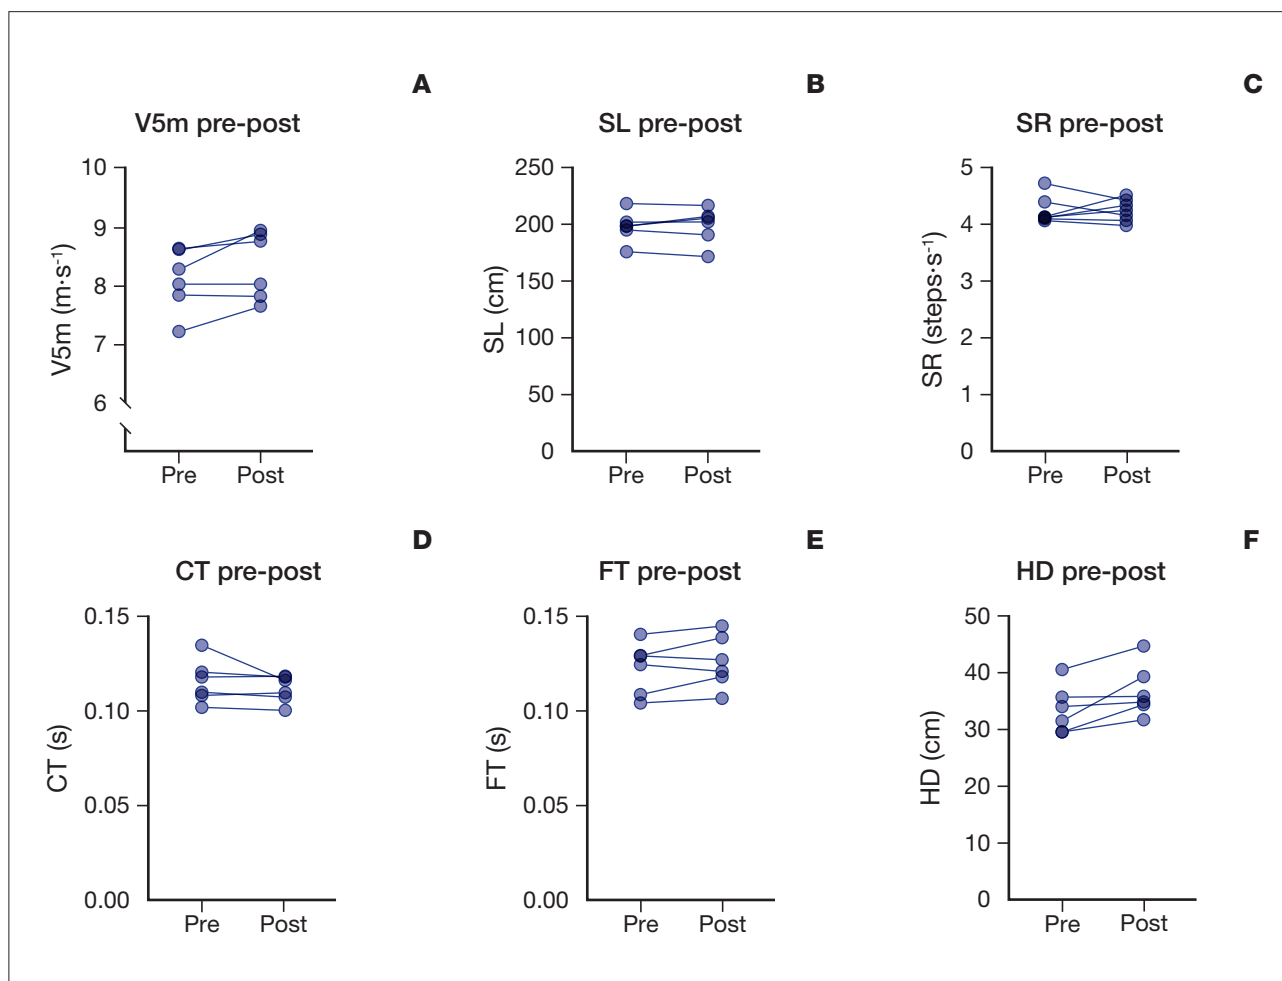 A
V5m pre-post
10
9
8
7
6
V5m (m·s⁻¹)
Pre Post
B
SL pre-post
250
200
150
100
50
0
SL (cm)
Pre Post
C
SR pre-post
5
4
3
2
1
0
SR (steps·s⁻¹)
Pre Post
D
CT pre-post
0.15
0.10
0.05
0.00
CT (s)
Pre Post
E
FT pre-post
0.15
0.10
0.05
0.00
FT (s)
Pre Post
F
HD pre-post
50
40
30
20
10
0
HD (cm)
Pre Post